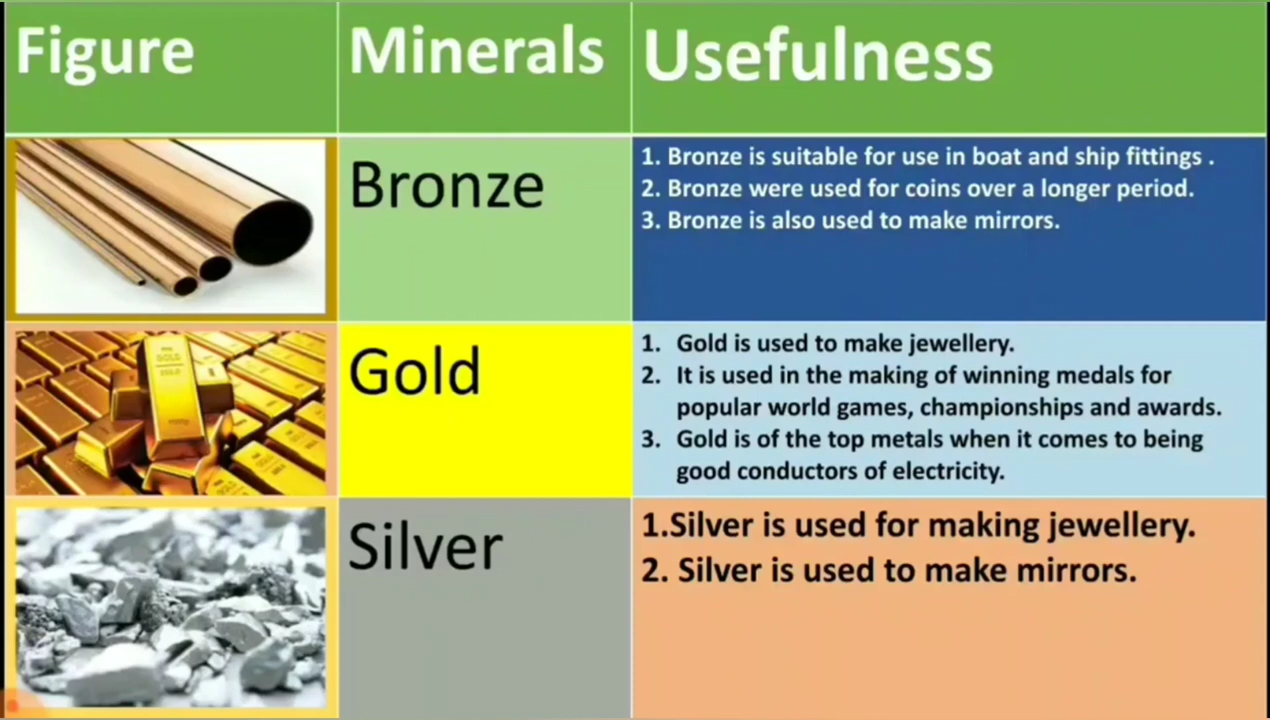 Figure
Minerals
Usefulness
Bronze
1. Bronze is suitable for use in boat and ship fittings .
2. Bronze were used for coins over a longer period.
3. Bronze is also used to make mirrors.
GOLD
Gold
1. Gold is used to make jewellery.
2. It is used in the making of winning medals for
popular world games, championships and awards.
3. Gold is of the top metals when it comes to being
good conductors of electricity.
Silver
1.Silver is used for making jewellery.
2. Silver is used to make mirrors.